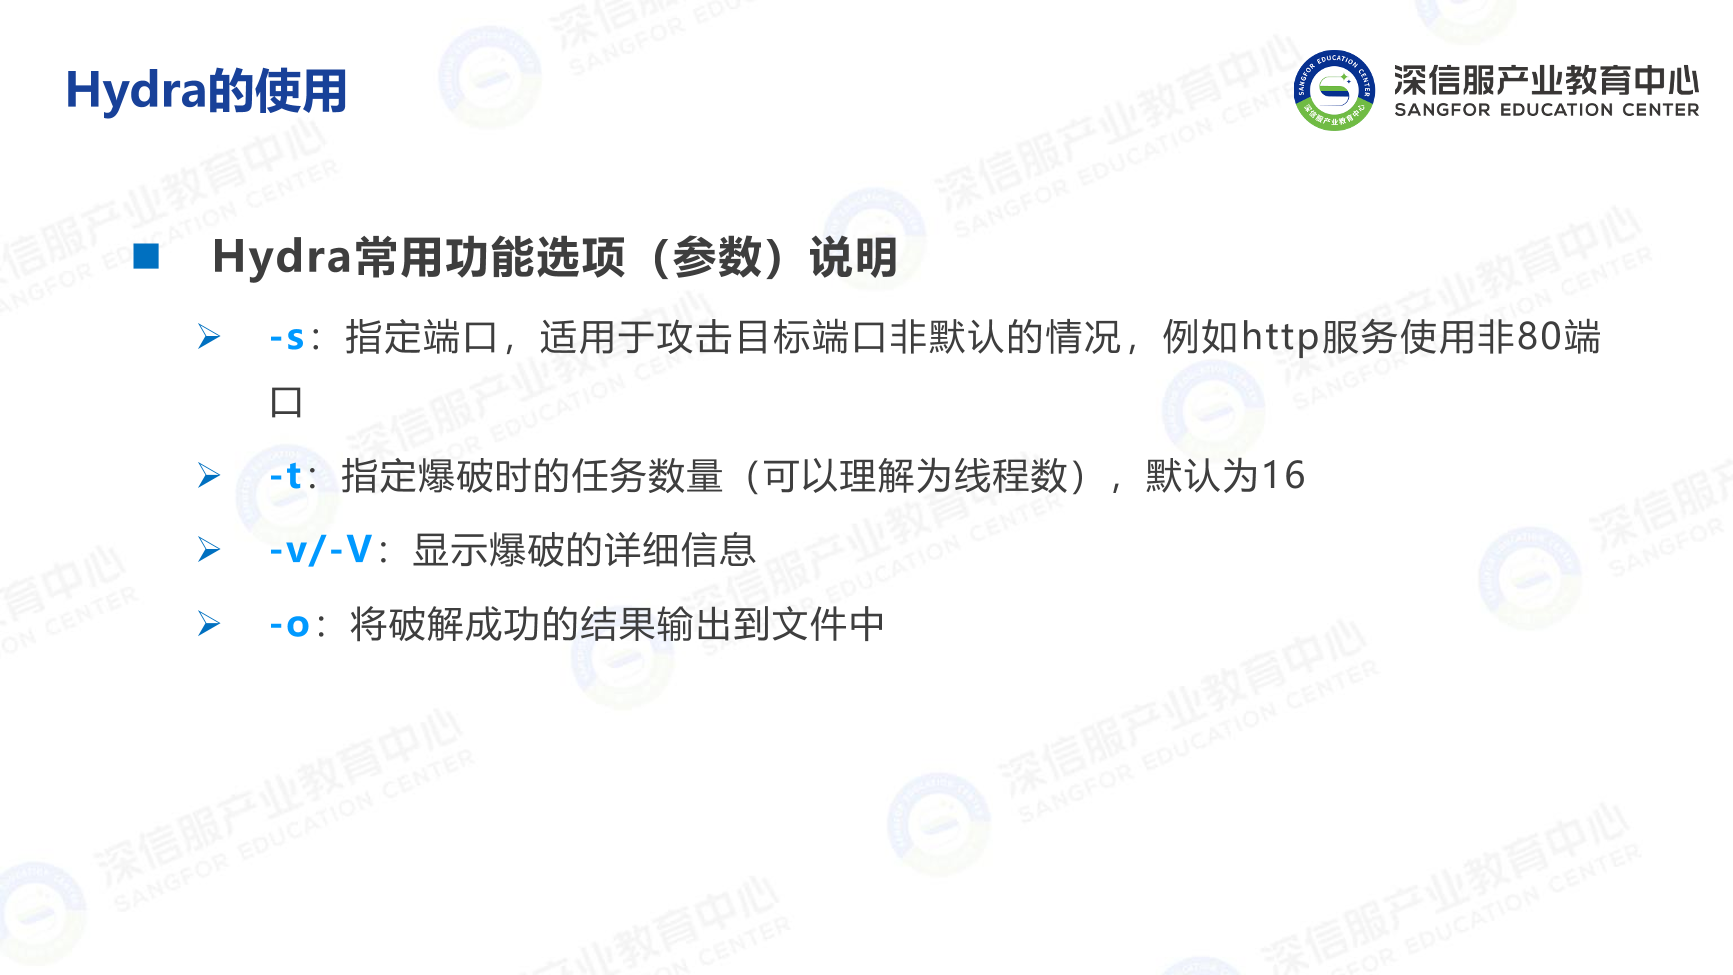 Hydra的使用
深信服产业教育中心
SANGFOR EDUCATION CENTER
Hydra常用功能选项（参数）说明
-s：指定端口，适用于攻击目标端口非默认的情况，例如http服务使用非80端
口
-t：指定爆破时的任务数量（可以理解为线程数），默认为16
-v/-V：显示爆破的详细信息
-o：将破解成功的结果输出到文件中